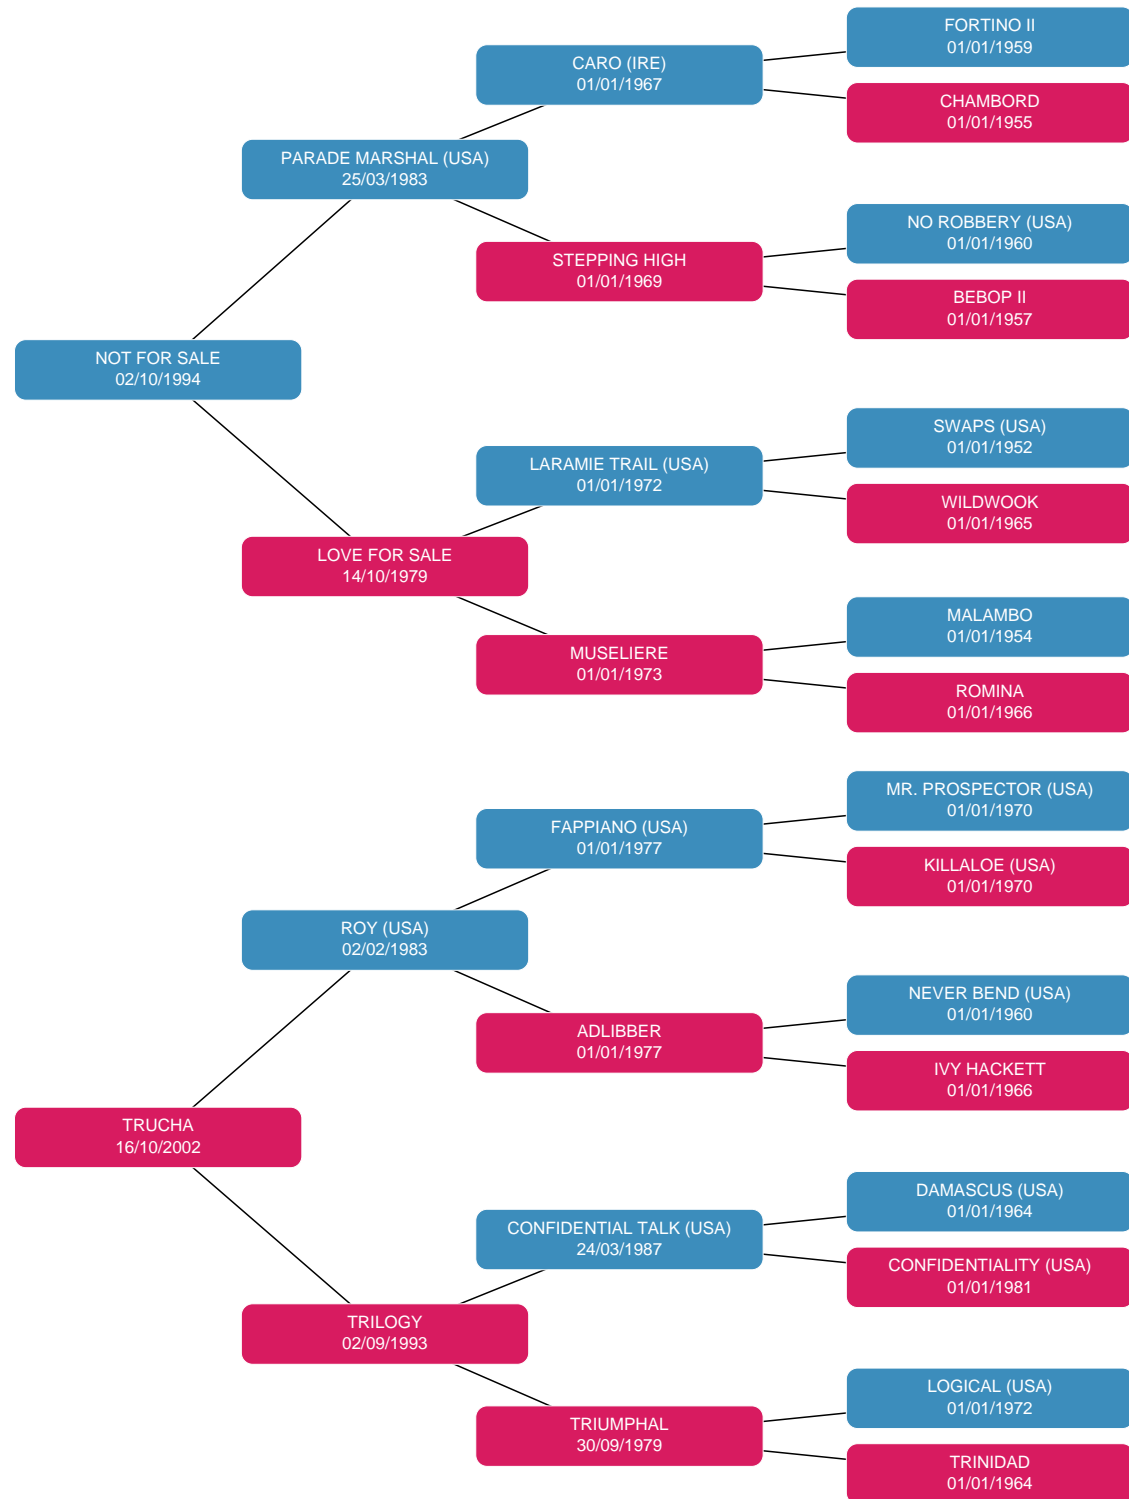 FORTINO II
01/01/1959
CARO (IRE)
01/01/1967
CHAMBORD
01/01/1955
PARADE MARSHAL (USA)
25/03/1983
NO ROBBERY (USA)
01/01/1960
STEPPING HIGH
01/01/1969
BEBOP II
01/01/1957
NOT FOR SALE
02/10/1994
SWAPS (USA)
01/01/1952
LARAMIE TRAIL (USA)
01/01/1972
WILDWOOK
01/01/1965
LOVE FOR SALE
14/10/1979
MALAMBO
01/01/1954
MUSELIERE
01/01/1973
ROMINA
01/01/1966
MR. PROSPECTOR (USA)
01/01/1970
FAPPIANO (USA)
01/01/1977
KILLALOE (USA)
01/01/1970
ROY (USA)
02/02/1983
NEVER BEND (USA)
01/01/1960
ADLIBBER
01/01/1977
IVY HACKETT
01/01/1966
TRUCHA
16/10/2002
DAMASCUS (USA)
01/01/1964
CONFIDENTIAL TALK (USA)
24/03/1987
CONFIDENTIALITY (USA)
01/01/1981
TRILOGY
02/09/1993
LOGICAL (USA)
01/01/1972
TRIUMPHAL
30/09/1979
TRINIDAD
01/01/1964